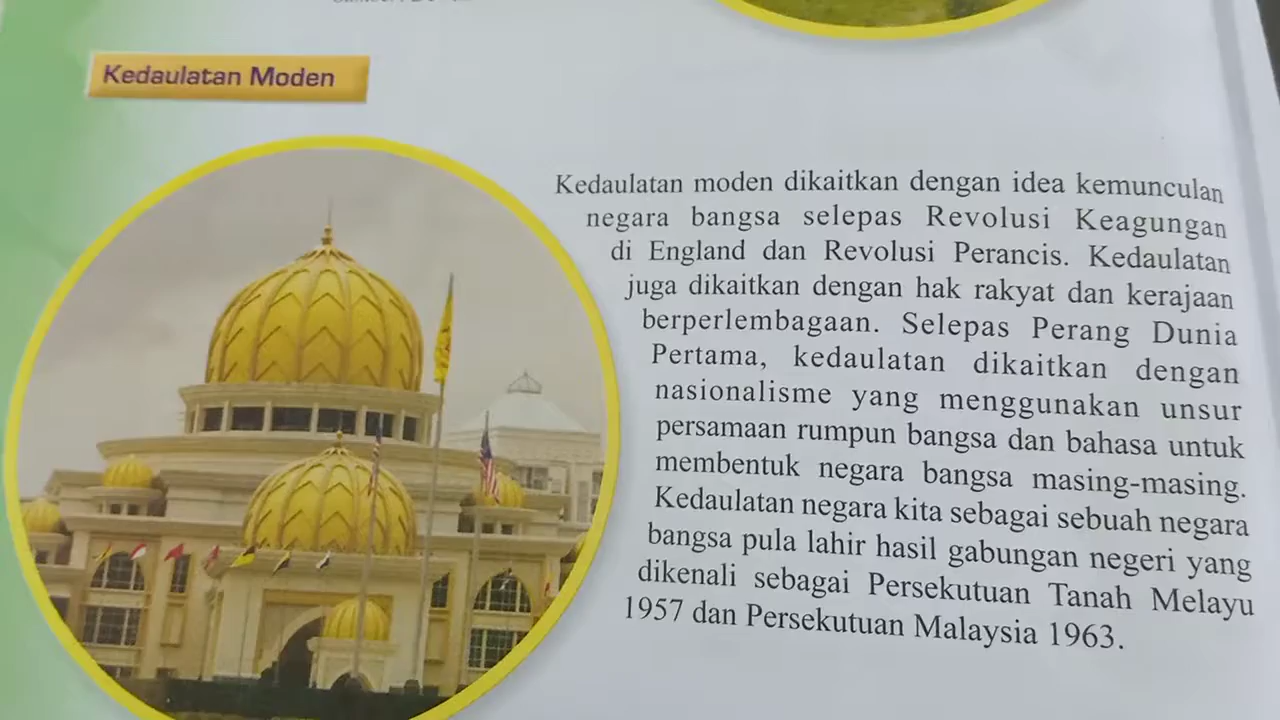 Kedaulatan Moden
Kedaulatan moden dikaitkan dengan idea kemunculan
negara bangsa selepas Revolusi Keagungan
di England dan Revolusi Perancis. Kedaulatan
juga dikaitkan dengan hak rakyat dan kerajaan
berperlembagaan. Selepas Perang Dunia
Pertama, kedaulatan dikaitkan dengan
nasionalisme yang menggunakan unsur
persamaan rumpun bangsa dan bahasa untuk
membentuk negara bangsa masing-masing.
Kedaulatan negara kita sebagai sebuah negara
bangsa pula lahir hasil gabungan negeri yang
dikenali sebagai Persekutuan Tanah Melayu
1957 dan Persekutuan Malaysia 1963.